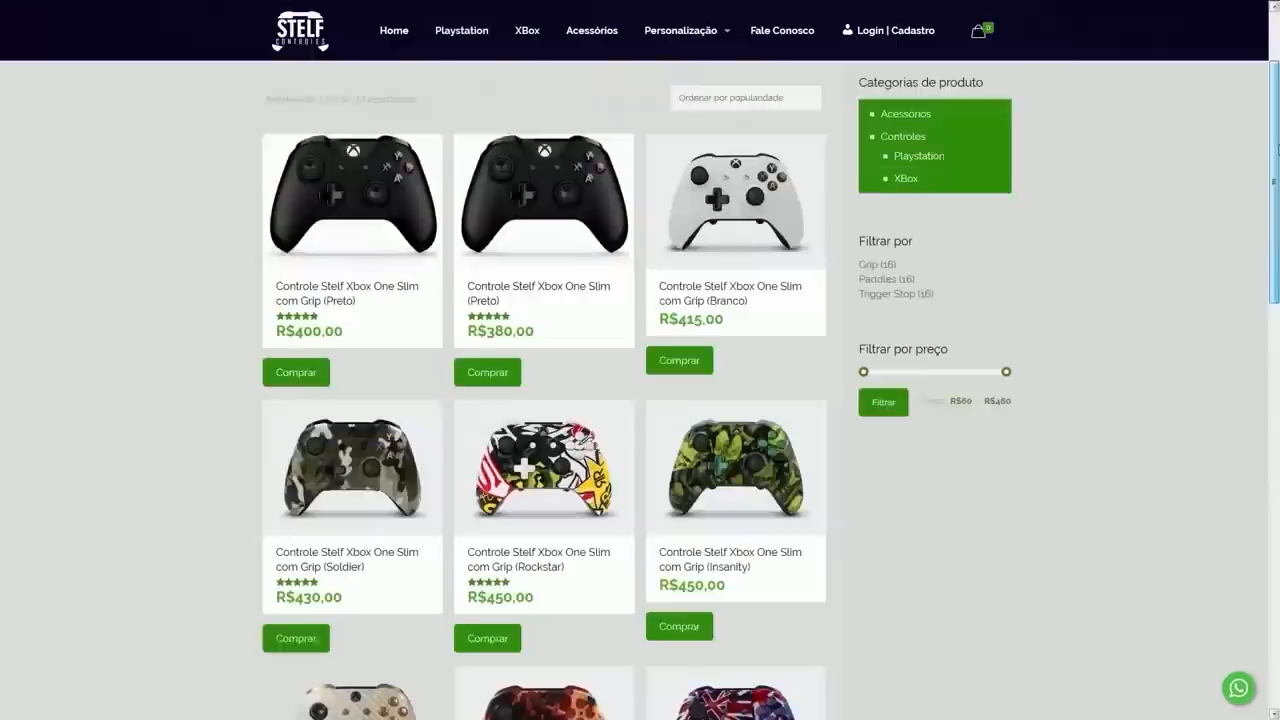 STELF
CONTROLES
Home
Playstation
XBox
Acessórios
Personalização
Fale Conosco
Login | Cadastro
0
Ordenar por popularidade
Categorias de produto
Acessórios
Controles
Playstation
XBox
Controle Stelf Xbox One Slim
com Grip (Preto)
R$400,00
Comprar
Controle Stelf Xbox One Slim
(Preto)
R$380,00
Comprar
Controle Stelf Xbox One Slim
com Grip (Branco)
R$415,00
Comprar
Filtrar por
Grip (16)
Paddles (16)
Trigger Stop (16)
Filtrar por preço
Filtrar
R$60
R$460
Controle Stelf Xbox One Slim
com Grip (Soldier)
R$430,00
Comprar
Controle Stelf Xbox One Slim
com Grip (Rockstar)
R$450,00
Comprar
Controle Stelf Xbox One Slim
com Grip (Insanity)
R$450,00
Comprar